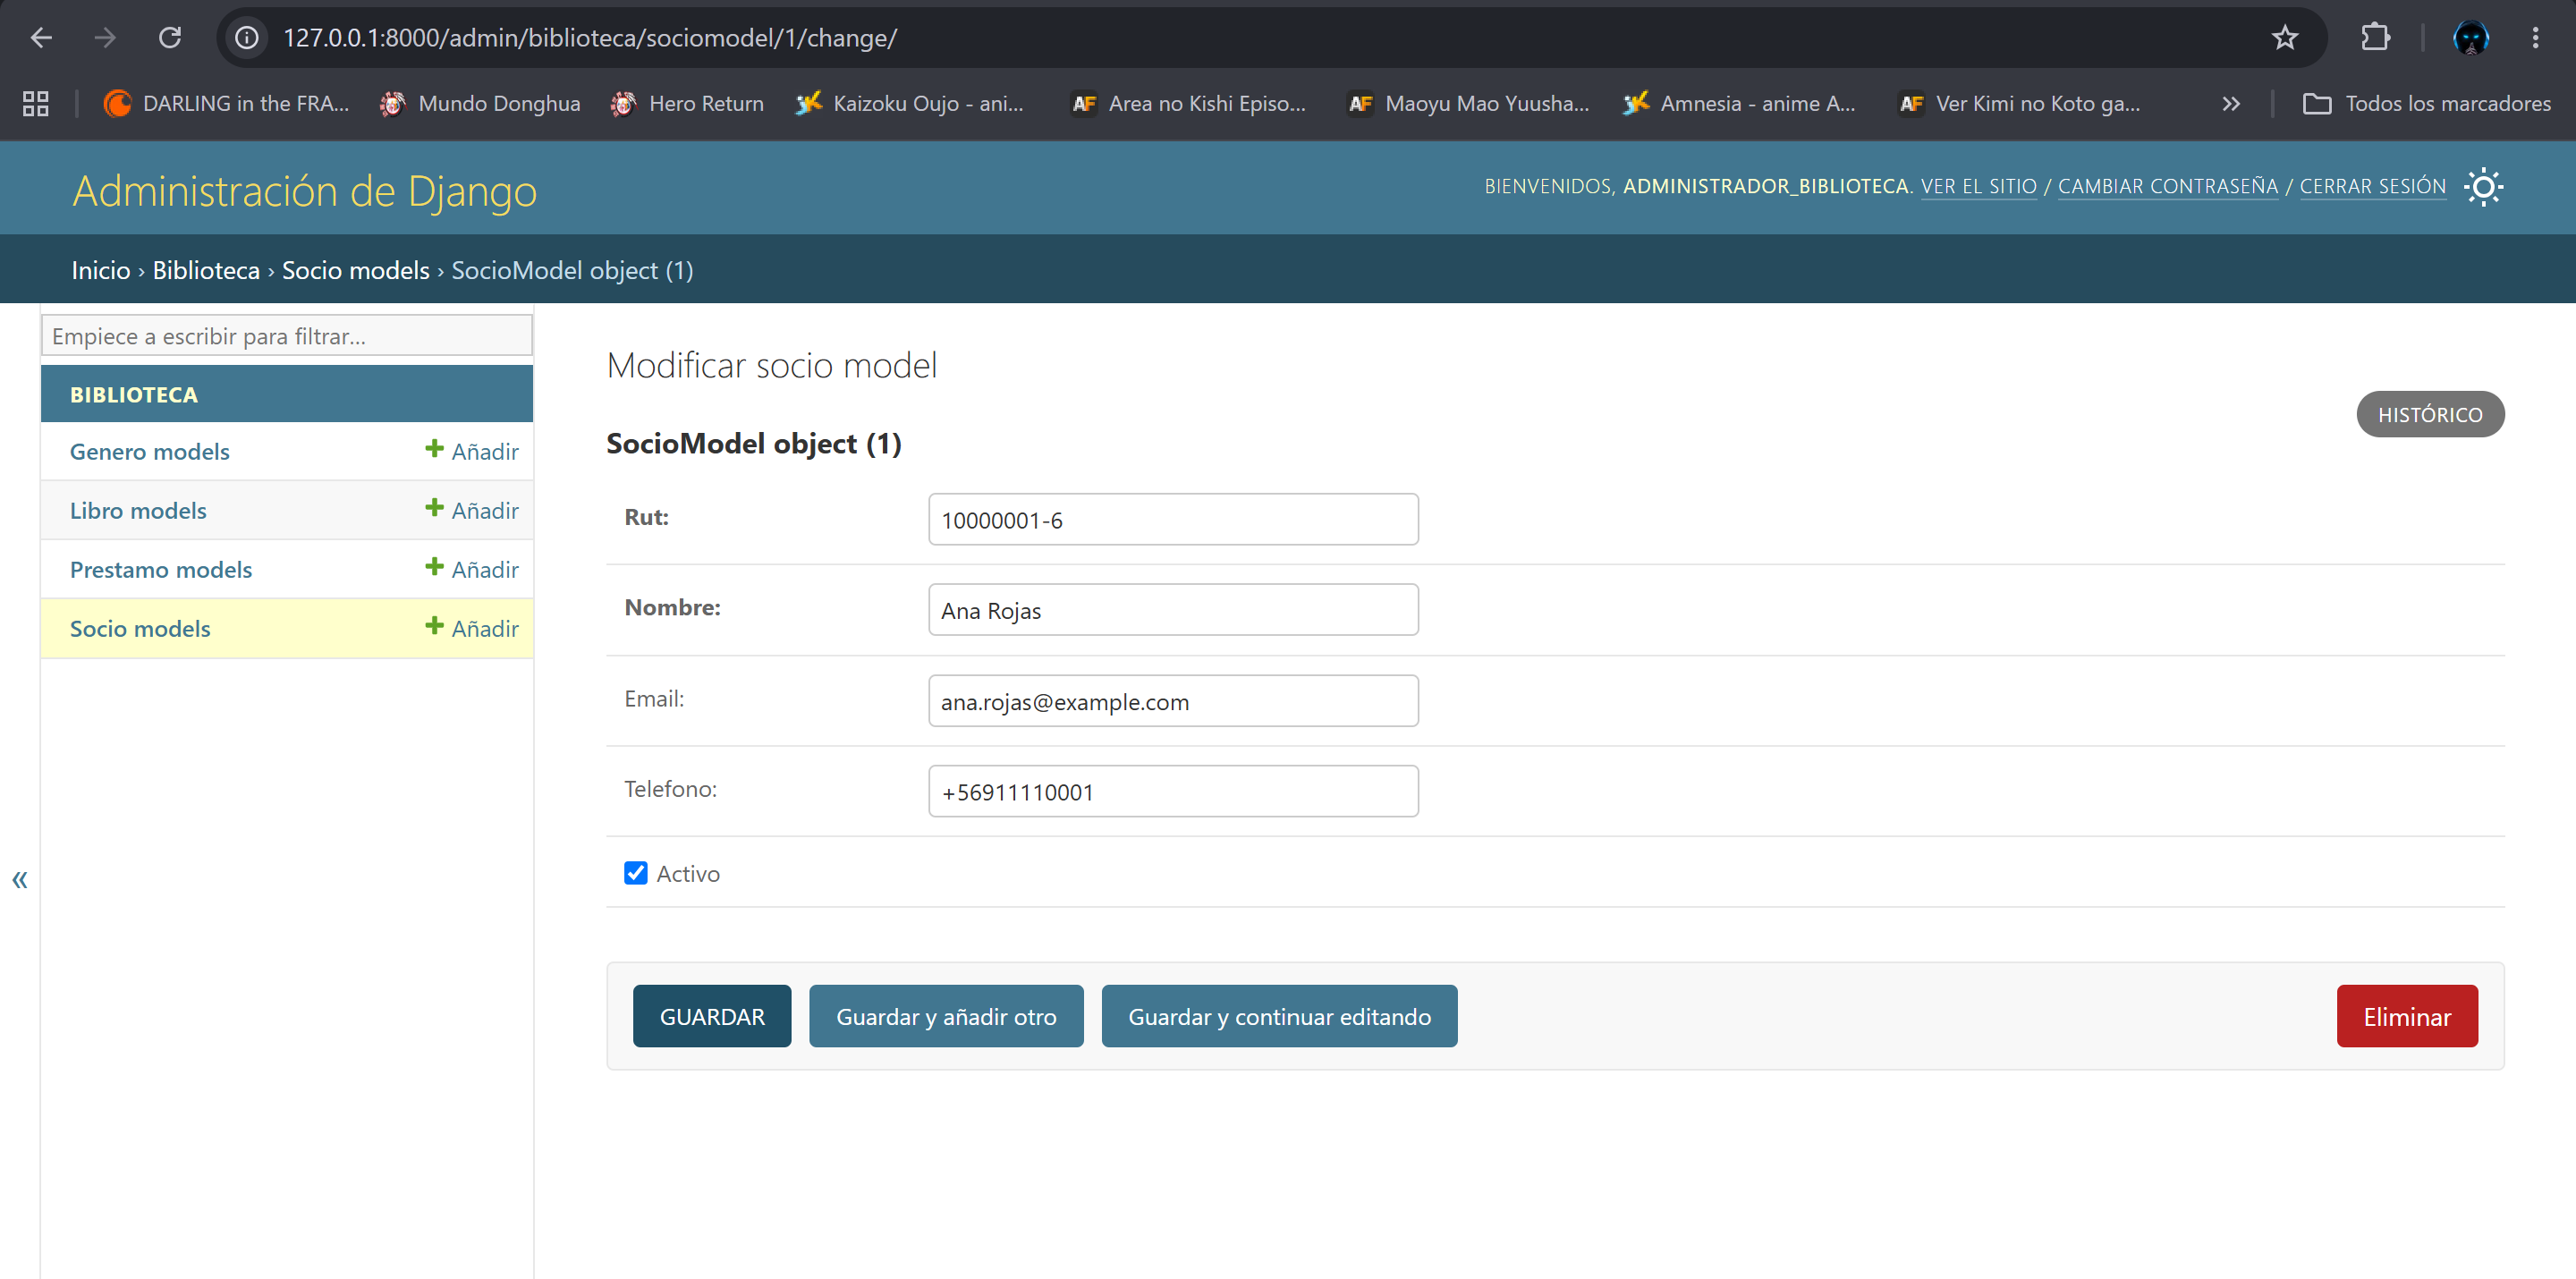 127.0.0.1:8000/admin/biblioteca/sociomodel/1/change/
DARLING in the FRA... Mundo Donghua Hero Return Kaizoku Oujo - ani... AF Area no Kishi Episo... AF Maoyu Mao Yuusha... Amnesia - anime A... AF Ver Kimi no Koto ga... » Todos los marcadores
Administración de Django
BIENVENIDOS, ADMINISTRADOR_BIBLIOTECA. VER EL SITIO / CAMBIAR CONTRASEÑA / CERRAR SESIÓN
Inicio › Biblioteca › Socio models › SocioModel object (1)
Empiece a escribir para filtrar...
BIBLIOTECA
Genero models + Añadir
Libro models + Añadir
Prestamo models + Añadir
Socio models + Añadir
«
Modificar socio model
HISTÓRICO
SocioModel object (1)
Rut: 10000001-6
Nombre: Ana Rojas
Email: ana.rojas@example.com
Telefono: +56911110001
Activo
GUARDAR Guardar y añadir otro Guardar y continuar editando Eliminar